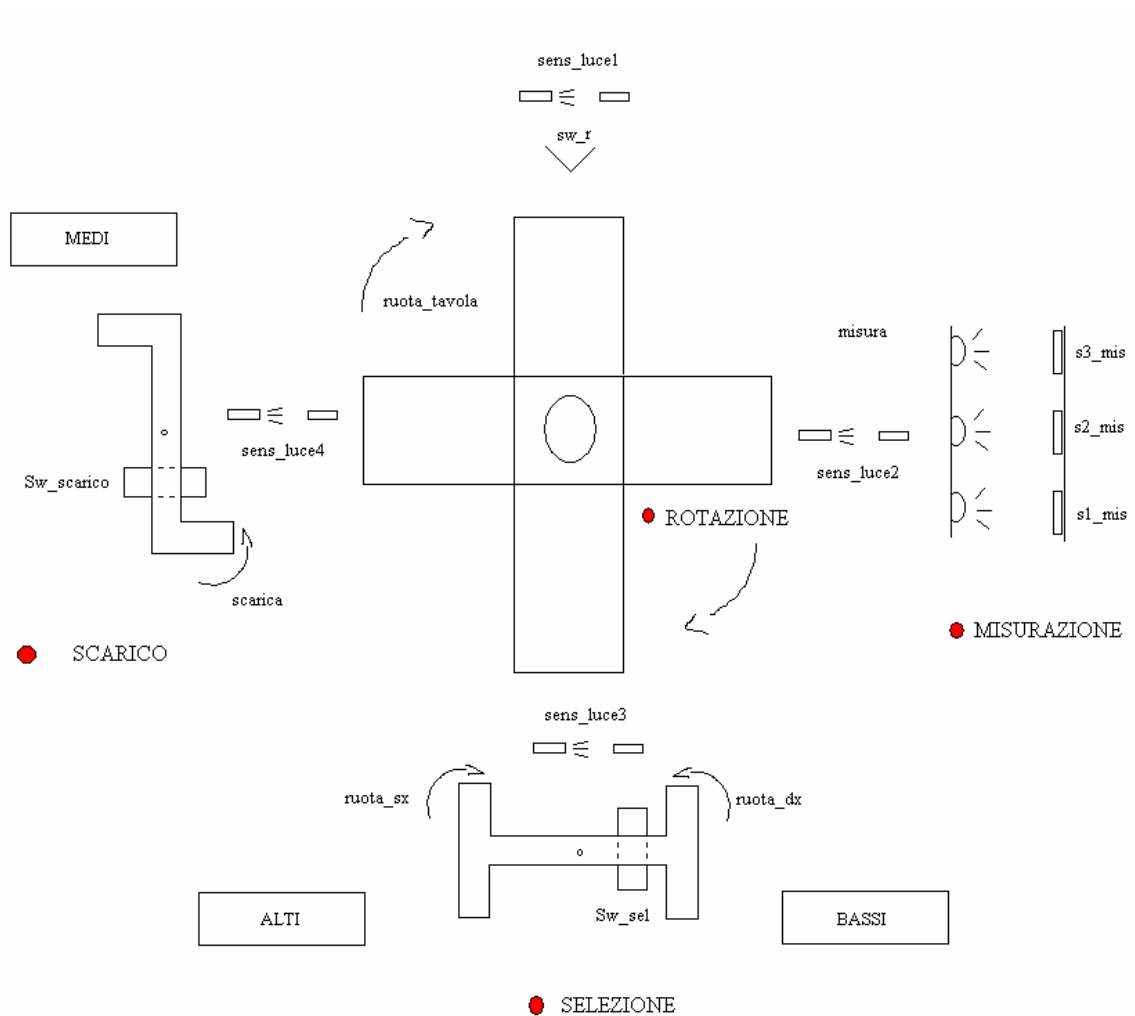 sens_luce1
sw_r
MEDI
ruota_tavola
misura
s3_mis
s2_mis
s1_mis
sens_luce4
sens_luce2
Sw_scarico
ROTAZIONE
scarica
SCARICO
MISURAZIONE
sens_luce3
ruota_sx
ruota_dx
ALTI
Sw_sel
BASSI
SELEZIONE